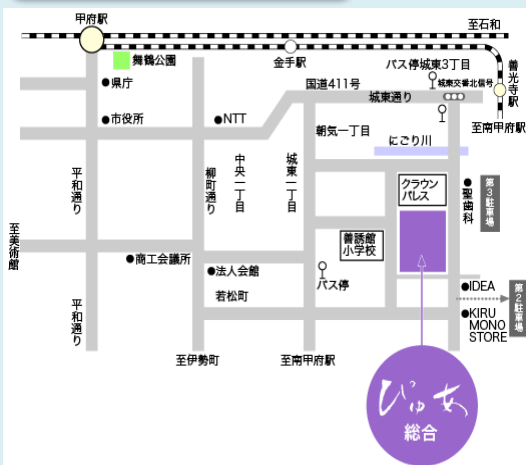 甲府駅
至石和
舞鶴公園
金手駅
バス停城東3丁目
善光寺駅
県庁
国道411号
城東交番北信号
城東通り
市役所
NTT
朝気一丁目
至南甲府駅
にごり川
平和通り
柳町通り
中央一丁目
城東一丁目
クラウン
パレス
聖歯科
第3駐車場
至美術館
善誘館
小学校
商工会議所
法人会館
バス停
若松町
IDEA
第2駐車場
平和通り
KIRU
MONO
STORE
至伊勢町
至南甲府駅
ぴゅあ
総合